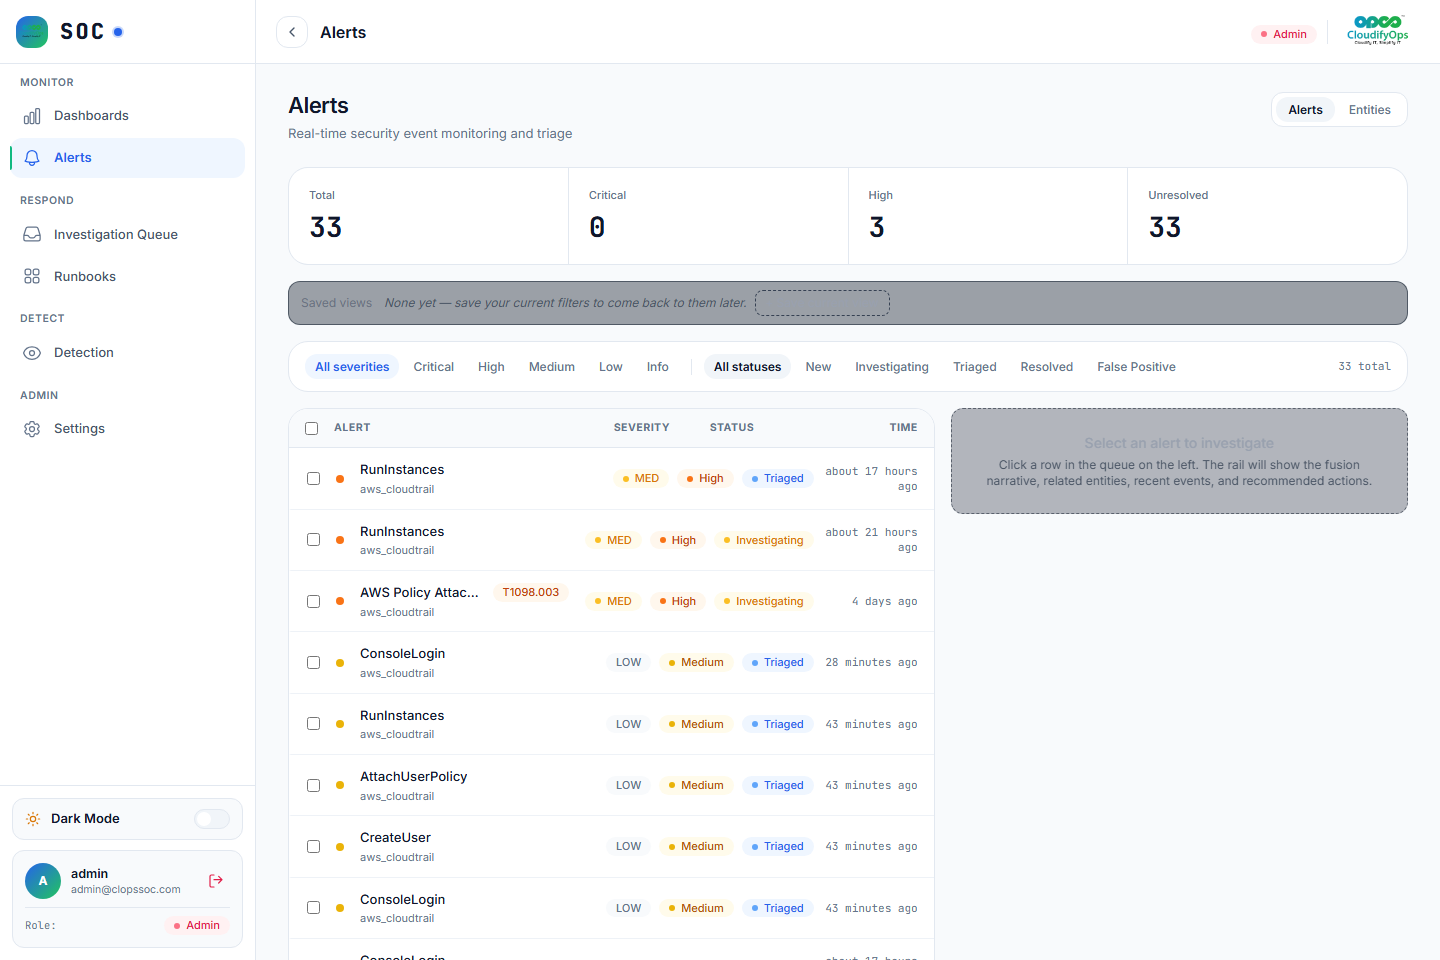 SOC
MONITOR
Dashboards
Alerts
RESPOND
Investigation Queue
Runbooks
DETECT
Detection
ADMIN
Settings
Dark Mode
A
admin
admin@clopssoc.com
Role:
Admin
Alerts
Admin
CloudifyOps
Cloudify IT. Simplify IT
Alerts
Real-time security event monitoring and triage
Alerts Entities
Total Critical High Unresolved
33 0 3 33
Saved views None yet — save your current filters to come back to them later.
All severities Critical High Medium Low Info All statuses New Investigating Triaged Resolved False Positive 33 total
ALERT SEVERITY STATUS TIME
RunInstances
aws_cloudtrail
MED High Triaged about 17 hours
ago
RunInstances
aws_cloudtrail
MED High Investigating about 21 hours
ago
AWS Policy Attac... T1098.003
aws_cloudtrail
MED High Investigating 4 days ago
ConsoleLogin
aws_cloudtrail
LOW Medium Triaged 28 minutes ago
RunInstances
aws_cloudtrail
LOW Medium Triaged 43 minutes ago
AttachUserPolicy
aws_cloudtrail
LOW Medium Triaged 43 minutes ago
CreateUser
aws_cloudtrail
LOW Medium Triaged 43 minutes ago
ConsoleLogin
aws_cloudtrail
LOW Medium Triaged 43 minutes ago
ConsoleLogin
about 17 hours
Select an alert to investigate
Click a row in the queue on the left. The rail will show the fusion
narrative, related entities, recent events, and recommended actions.